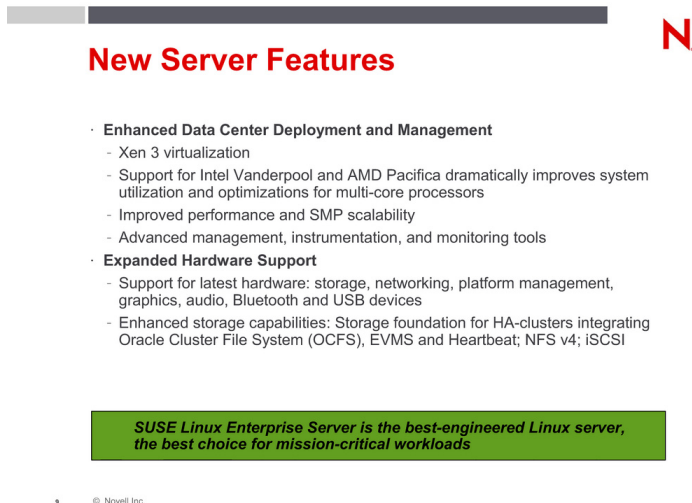 N
New Server Features
· Enhanced Data Center Deployment and Management
- Xen 3 virtualization
- Support for Intel Vanderpool and AMD Pacifica dramatically improves system
utilization and optimizations for multi-core processors
- Improved performance and SMP scalability
- Advanced management, instrumentation, and monitoring tools
· Expanded Hardware Support
- Support for latest hardware: storage, networking, platform management,
graphics, audio, Bluetooth and USB devices
- Enhanced storage capabilities: Storage foundation for HA-clusters integrating
Oracle Cluster File System (OCFS), EVMS and Heartbeat; NFS v4; iSCSI
SUSE Linux Enterprise Server is the best-engineered Linux server,
the best choice for mission-critical workloads
9 © Novell Inc